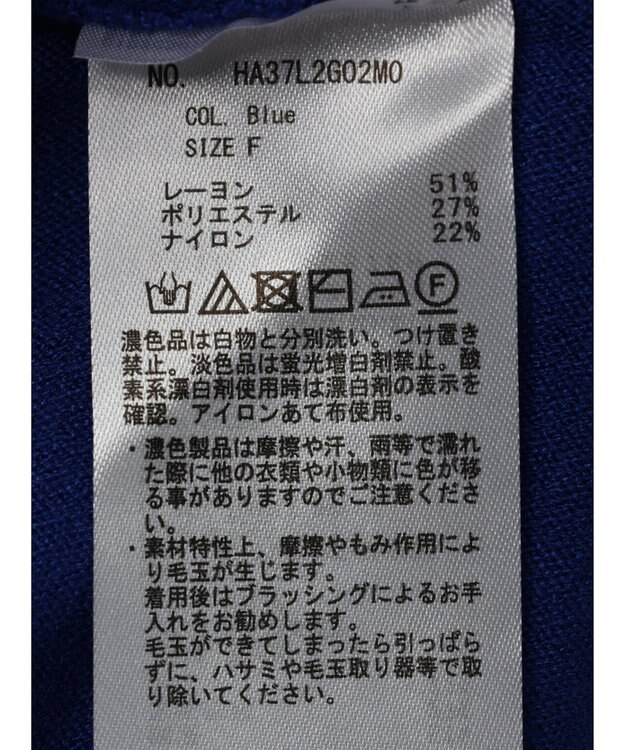 NO. HA37L2G02M0
COL. Blue
SIZE F
レーヨン 51%
ポリエステル 27%
ナイロン 22%
F
濃色品は白物と分別洗い。つけ置き
禁止。淡色品は蛍光増白剤禁止。酸
素系漂白剤使用時は漂白剤の表示を
確認。アイロンあて布使用。
・濃色製品は摩擦や汗、雨等で濡れ
た際に他の衣類や小物類に色が移
る事がありますのでご注意くださ
い。
・素材特性上、摩擦やもみ作用によ
り毛玉が生じます。
着用後はブラッシングによるお手
入れをお勧めします。
毛玉ができてしまったら引っぱら
ずに、ハサミや毛玉取り器等で取
り除いてください。